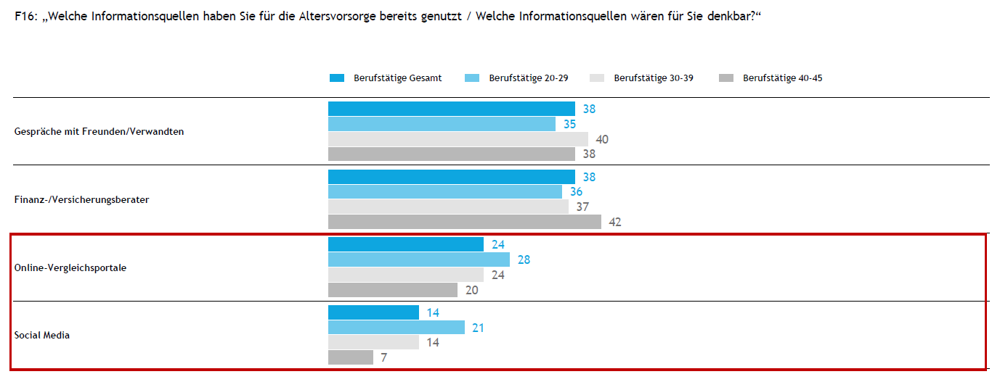 F16: „Welche Informationsquellen haben Sie für die Altersvorsorge bereits genutzt / Welche Informationsquellen wären für Sie denkbar?“
Berufstätige Gesamt Berufstätige 20-29 Berufstätige 30-39 Berufstätige 40-45
Gespräche mit Freunden/Verwandten
38
35
40
38
Finanz-/Versicherungsberater
38
36
37
42
Online-Vergleichsportale
24
28
24
20
Social Media
14
21
14
7